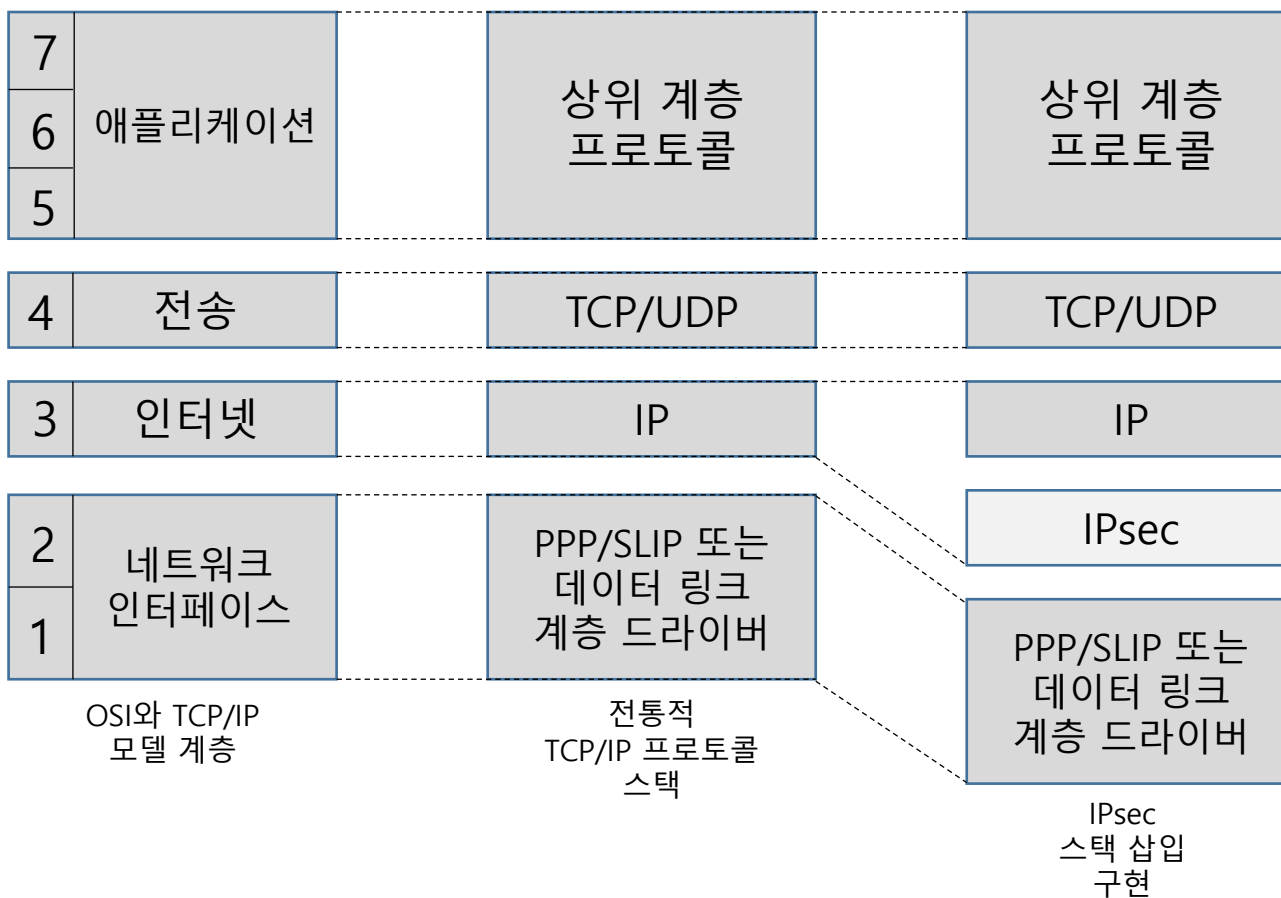 7
6
5
애플리케이션
상위 계층
프로토콜
상위 계층
프로토콜
4
전송
TCP/UDP
TCP/UDP
3
인터넷
IP
IP
IPsec
2
1
네트워크
인터페이스
PPP/SLIP 또는
데이터 링크
계층 드라이버
PPP/SLIP 또는
데이터 링크
계층 드라이버
OSI와 TCP/IP
모델 계층
전통적
TCP/IP 프로토콜
스택
IPsec
스택 삽입
구현